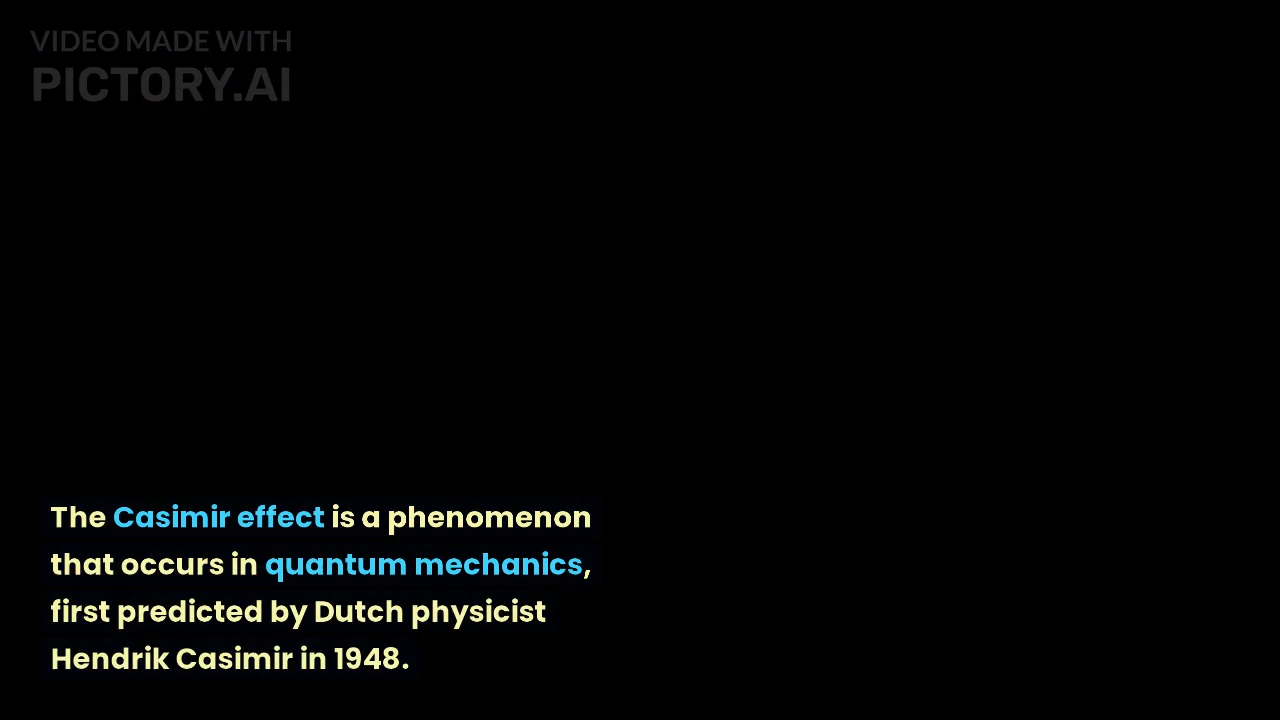 VIDEO MADE WITH
PICTORY.AI
The Casimir effect is a phenomenon
that occurs in quantum mechanics,
first predicted by Dutch physicist
Hendrik Casimir in 1948.